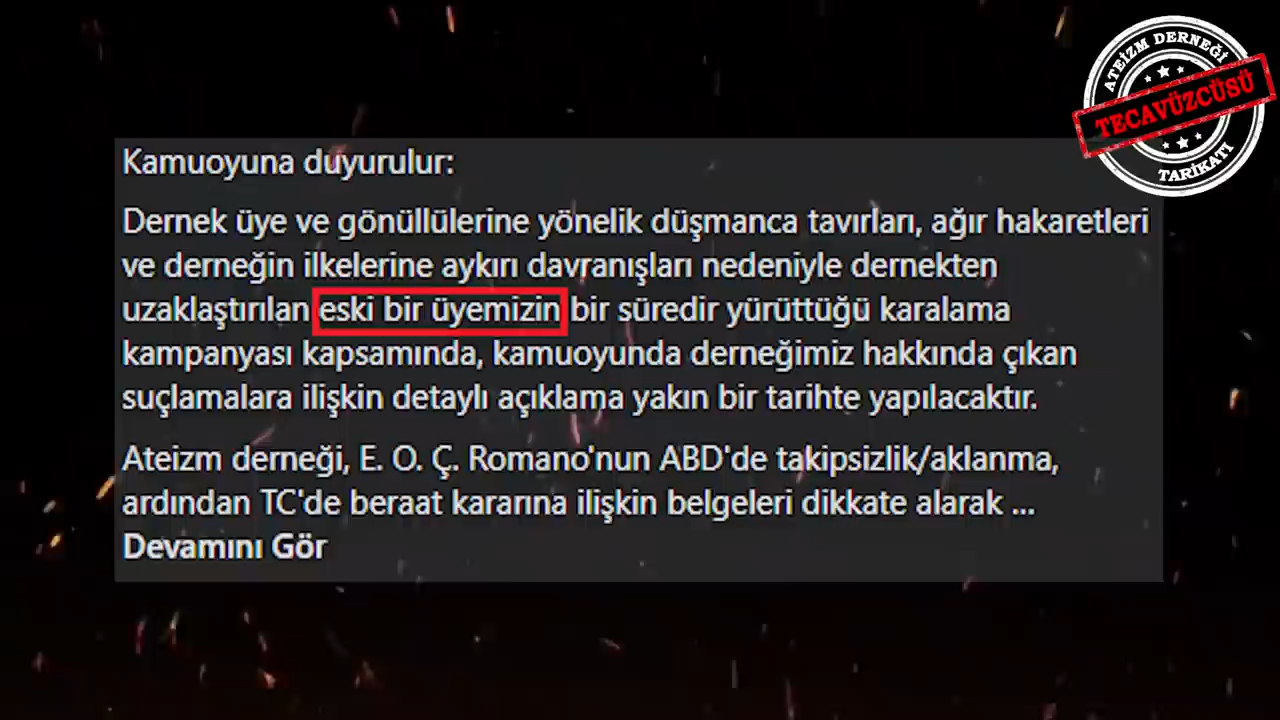 ATEİZM DERNEĞİ
TECAVÜZCÜSÜ
TARİKATI
Kamuoyuna duyurulur:
Dernek üye ve gönüllülerine yönelik düşmanca tavırları, ağır hakaretleri
ve derneğin ilkelerine aykırı davranışları nedeniyle dernekten
uzaklaştırılan eski bir üyemizin bir süredir yürüttüğü karalama
kampanyası kapsamında, kamuoyunda derneğimiz hakkında çıkan
suçlamalara ilişkin detaylı açıklama yakın bir tarihte yapılacaktır.
Ateizm derneği, E. O. Ç. Romano'nun ABD'de takipsizlik/aklanma,
ardından TC'de beraat kararına ilişkin belgeleri dikkate alarak ...
Devamını Gör